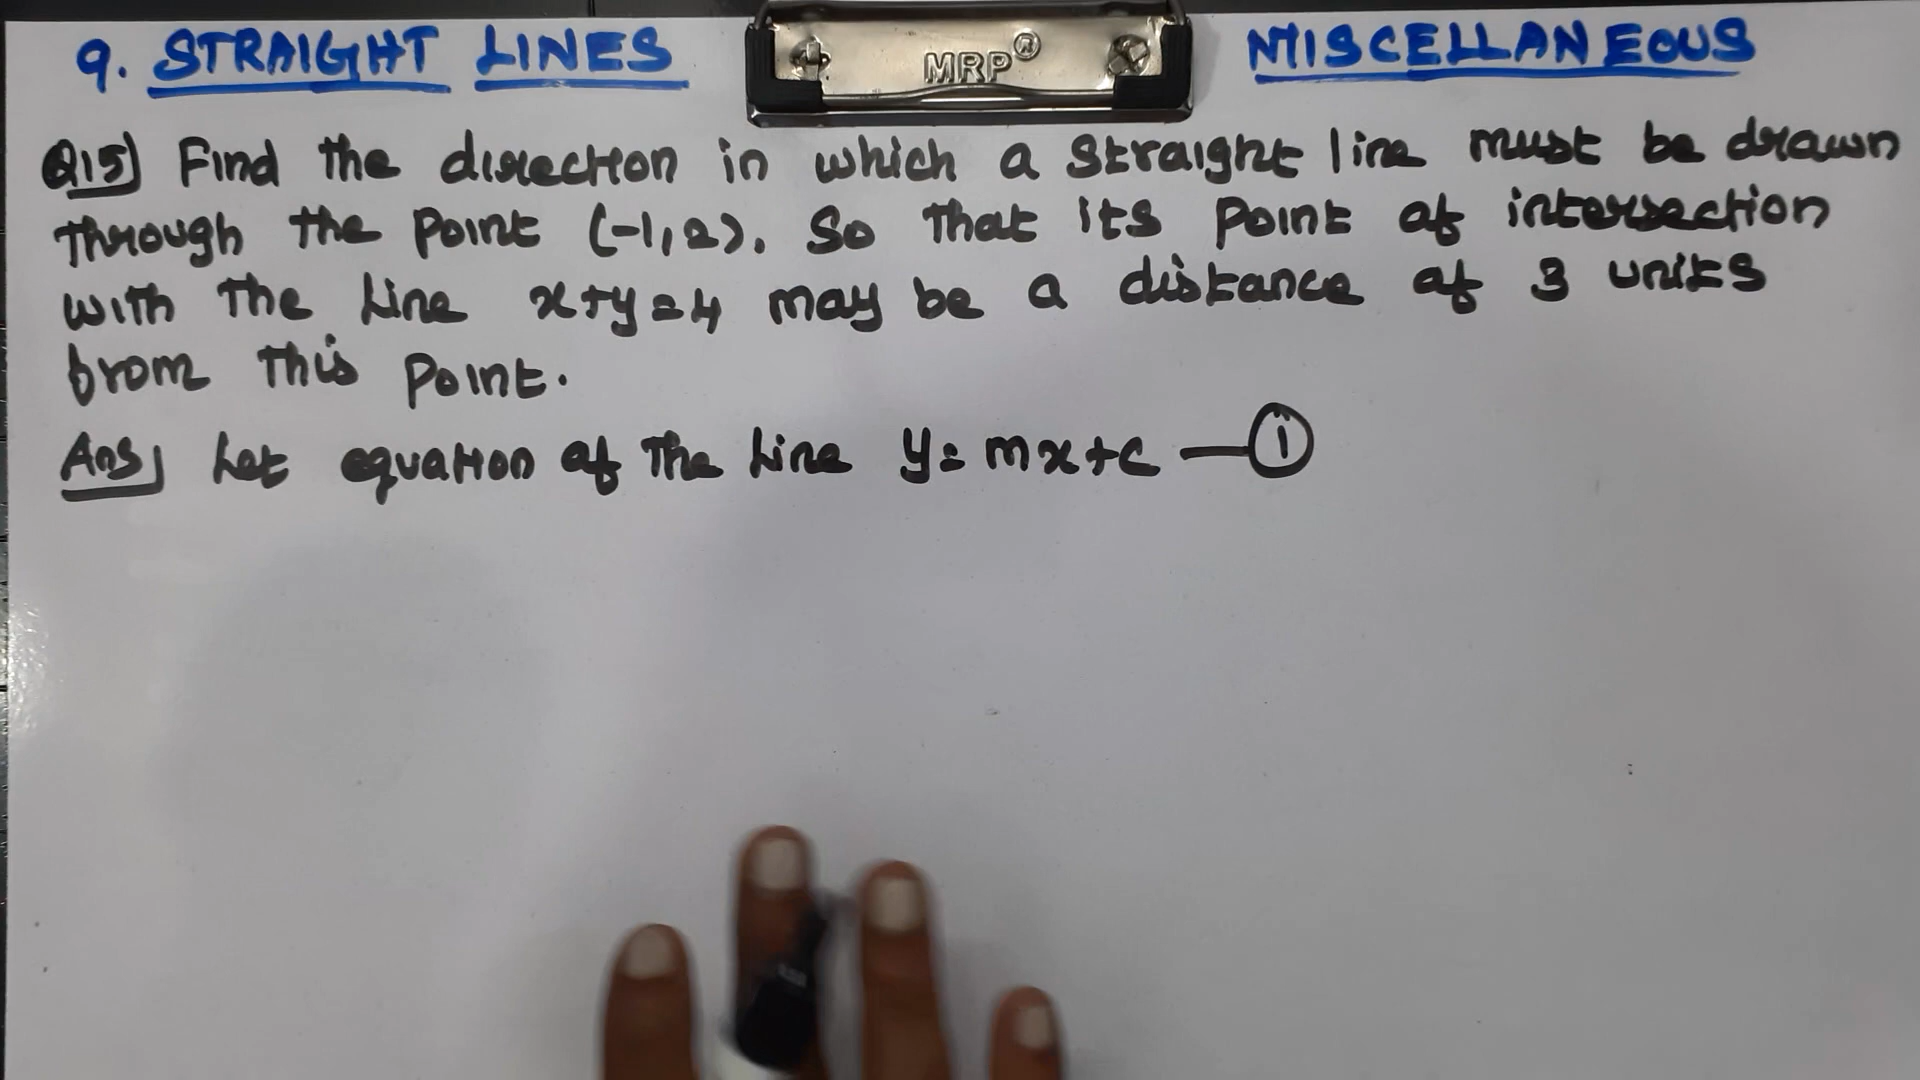 9. STRAIGHT LINES
MRP®
MISCELLANEOUS
Q15) Find the direction in which a straight line must be drawn
through the point (-1,2). So that its point of intersection
with the line x+y=4 may be a distance of 3 units
from this point.
Ans) Let equation of the line y=mx+c —①